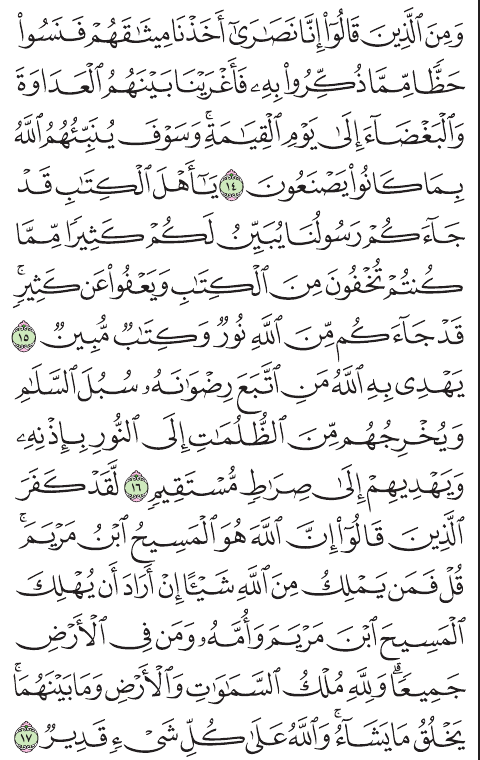 وَمِنَ ٱلَّذِينَ قَالُوٓا۟ إِنَّا نَصَٰرَىٰٓ أَخَذْنَا مِيثَٰقَهُمْ فَنَسُوا۟
حَظًّا مِّمَّا ذُكِّرُوا۟ بِهِۦ فَأَغْرَيْنَا بَيْنَهُمُ ٱلْعَدَاوَةَ
وَٱلْبَغْضَآءَ إِلَىٰ يَوْمِ ٱلْقِيَٰمَةِ ۚ وَسَوْفَ يُنَبِّئُهُمُ ٱللَّهُ
بِمَا كَانُوا۟ يَصْنَعُونَ ١٤ يَٰٓأَهْلَ ٱلْكِتَٰبِ قَدْ
جَآءَكُمْ رَسُولُنَا يُبَيِّنُ لَكُمْ كَثِيرًا مِّمَّا
كُنتُمْ تُخْفُونَ مِنَ ٱلْكِتَٰبِ وَيَعْفُوا۟ عَن كَثِيرٍ ۚ
قَدْ جَآءَكُم مِّنَ ٱللَّهِ نُورٌ وَكِتَٰبٌ مُّبِينٌ ١٥
يَهْدِى بِهِ ٱللَّهُ مَنِ ٱتَّبَعَ رِضْوَٰنَهُۥ سُبُلَ ٱلسَّلَٰمِ
وَيُخْرِجُهُم مِّنَ ٱلظُّلُمَٰتِ إِلَى ٱلنُّورِ بِإِذْنِهِۦ
وَيَهْدِيهِمْ إِلَىٰ صِرَٰطٍ مُّسْتَقِيمٍ ١٦ لَّقَدْ كَفَرَ
ٱلَّذِينَ قَالُوٓا۟ إِنَّ ٱللَّهَ هُوَ ٱلْمَسِيحُ ٱبْنُ مَرْيَمَ ۚ
قُلْ فَمَن يَمْلِكُ مِنَ ٱللَّهِ شَيْـًٔا إِنْ أَرَادَ أَن يُهْلِكَ
ٱلْمَسِيحَ ٱبْنَ مَرْيَمَ وَأُمَّهُۥ وَمَن فِى ٱلْأَرْضِ
جَمِيعًا ۗ وَلِلَّهِ مُلْكُ ٱلسَّمَٰوَٰتِ وَٱلْأَرْضِ وَمَا بَيْنَهُمَا ۚ
يَخْلُقُ مَا يَشَآءُ ۚ وَٱللَّهُ عَلَىٰ كُلِّ شَىْءٍ قَدِيرٌ ١٧